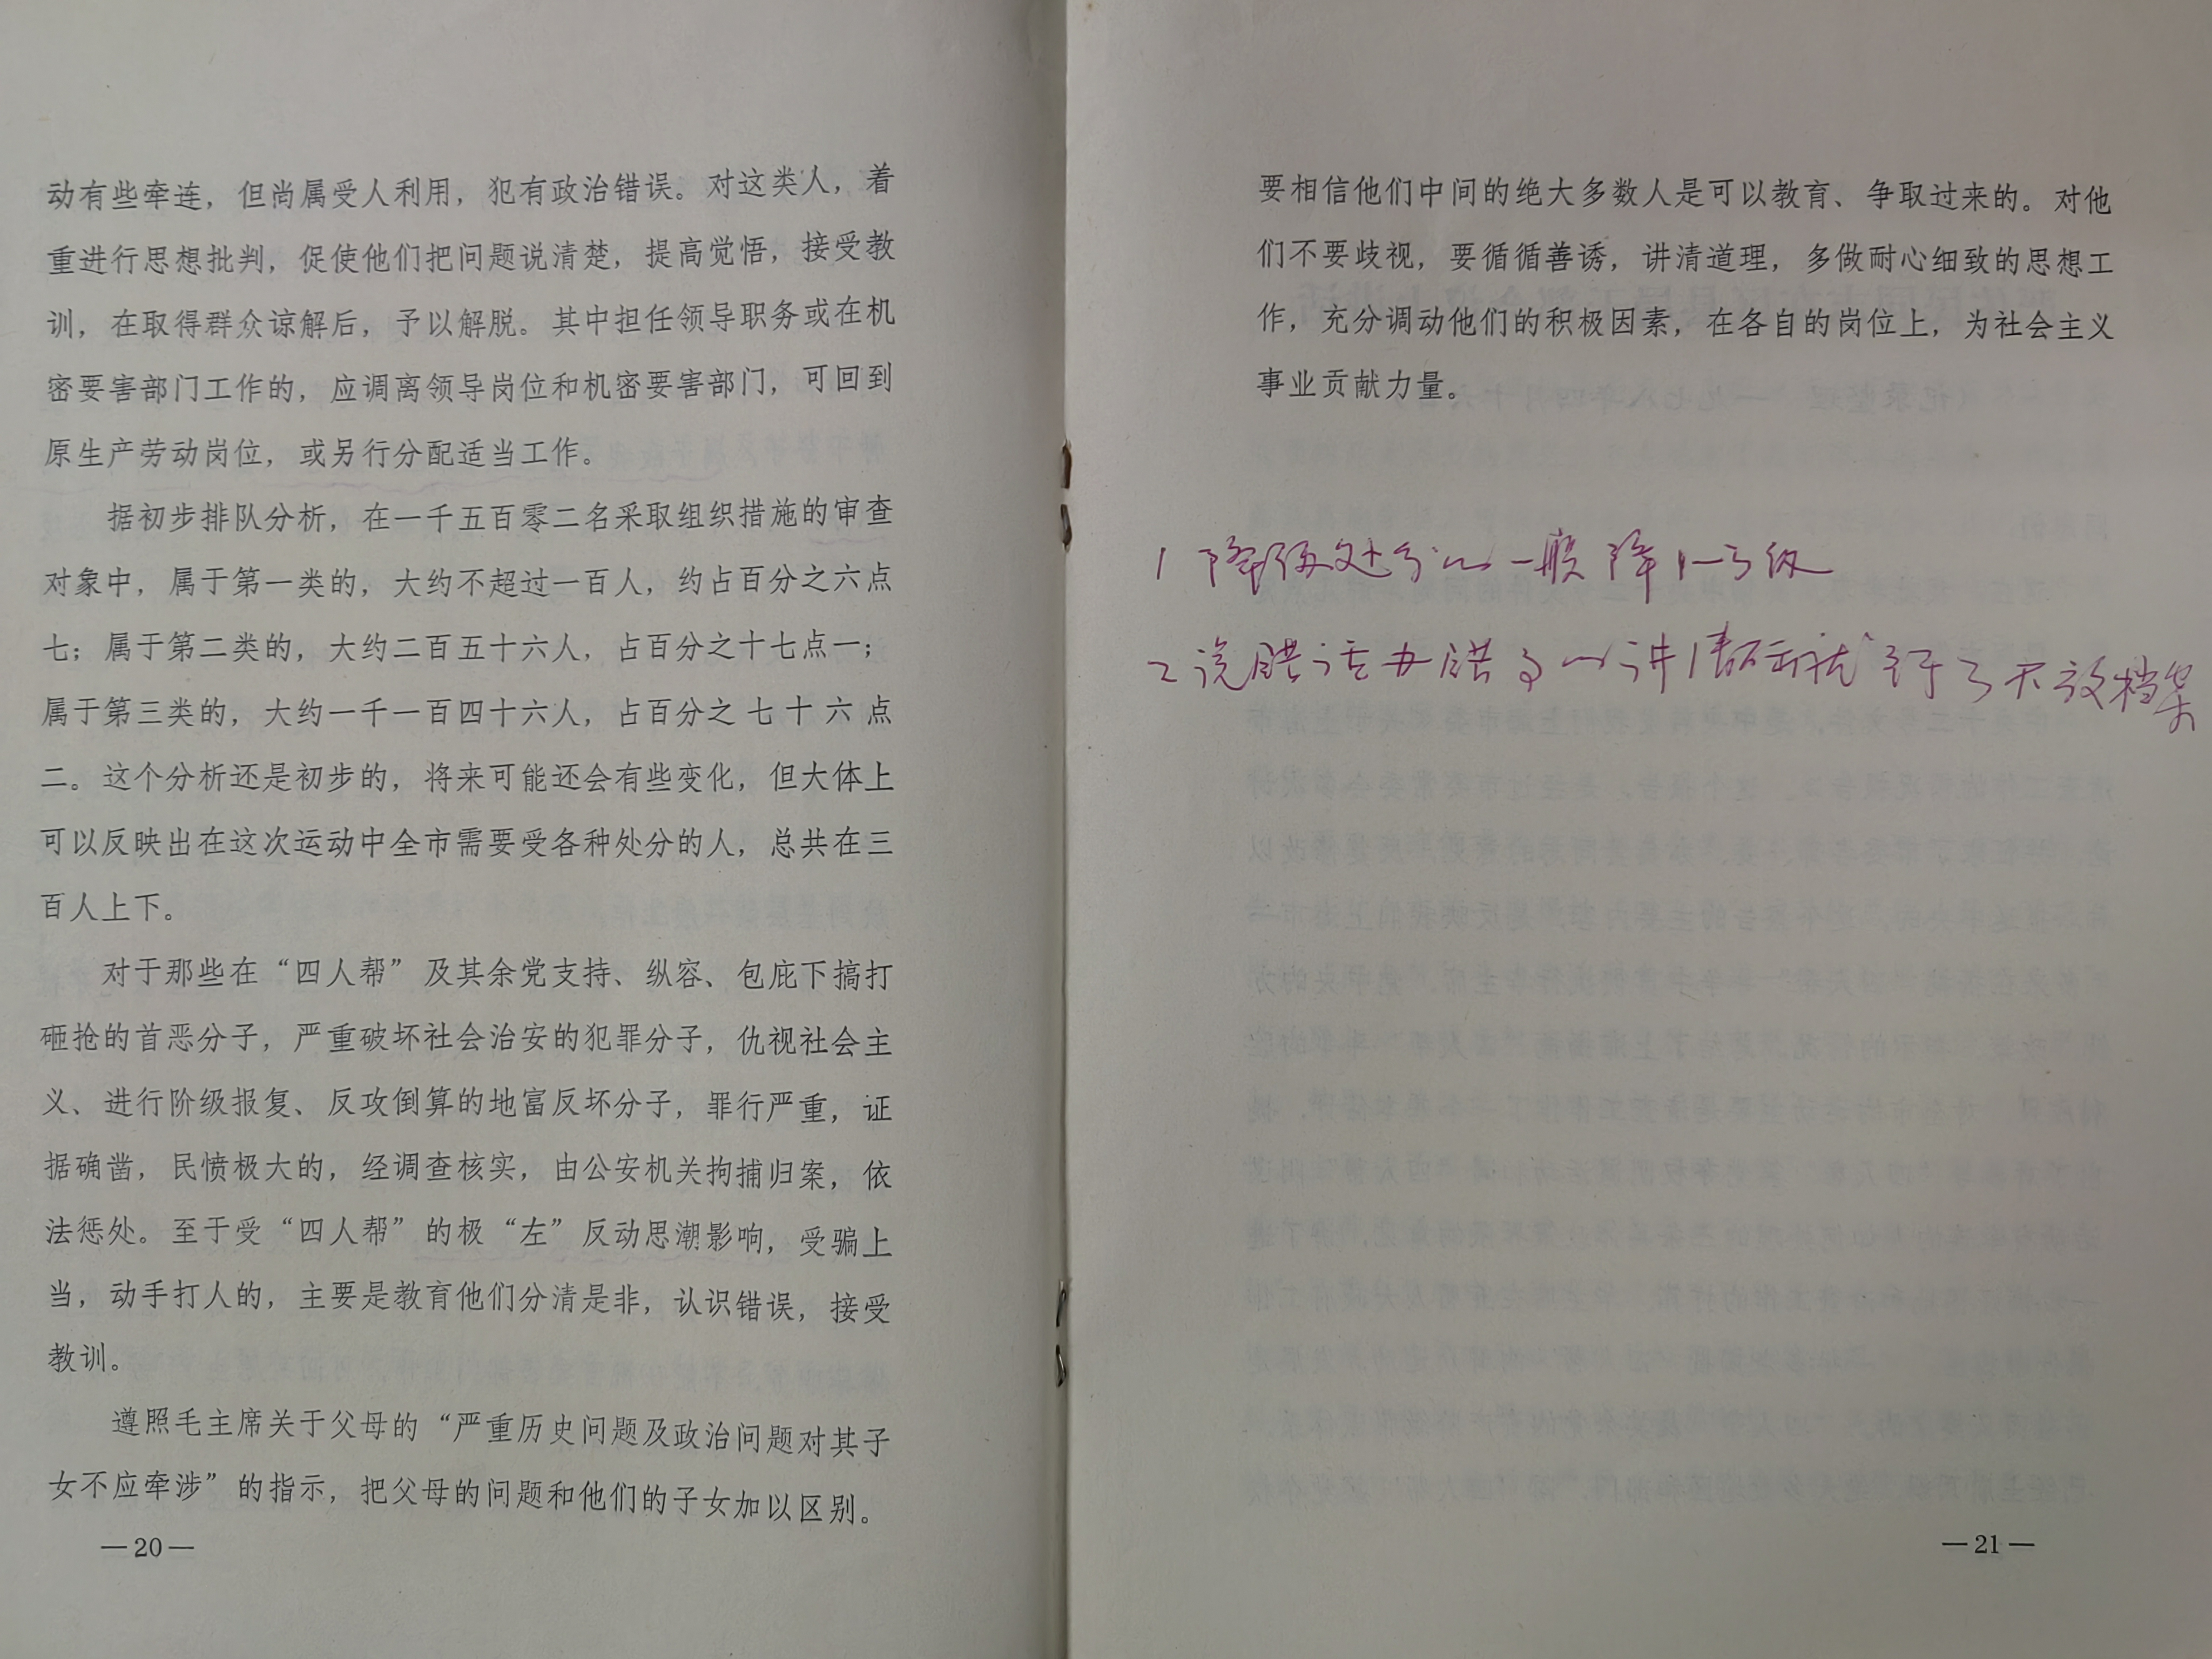 动有些牵连，但尚属受人利用，犯有政治错误。对这类人，着
重进行思想批判，促使他们把问题说清楚，提高觉悟，接受教
训，在取得群众谅解后，予以解脱。其中担任领导职务或在机
密要害部门工作的，应调离领导岗位和机密要害部门，可回到
原生产劳动岗位，或另行分配适当工作。
据初步排队分析，在一千五百零二名采取组织措施的审查
对象中，属于第一类的，大约不超过一百人，约占百分之六点
七；属于第二类的，大约二百五十六人，占百分之十七点一；
属于第三类的，大约一千一百四十六人，占百分之七十六点
二。这个分析还是初步的，将来可能还会有些变化，但大体上
可以反映出在这次运动中全市需要受各种处分的人，总共在三
百人上下。
对于那些在“四人帮”及其余党支持、纵容、包庇下搞打
砸抢的首恶分子，严重破坏社会治安的犯罪分子，仇视社会主
义、进行阶级报复、反攻倒算的地富反坏分子，罪行严重，证
据确凿，民愤极大的，经调查核实，由公安机关拘捕归案，依
法惩处。至于受“四人帮”的极“左”反动思潮影响，受骗上
当，动手打人的，主要是教育他们分清是非，认识错误，接受
教训。
遵照毛主席关于父母的“严重历史问题及政治问题对其子
女不应牵涉”的指示，把父母的问题和他们的子女加以区别。
—20—
要相信他们中间的绝大多数人是可以教育、争取过来的。对他
们不要歧视，要循循善诱，讲清道理，多做耐心细致的思想工
作，充分调动他们的积极因素，在各自的岗位上，为社会主义
事业贡献力量。
1 降级处分 一般降1—3级
2 说错话办错事 讲清 就行了不放档案
—21—